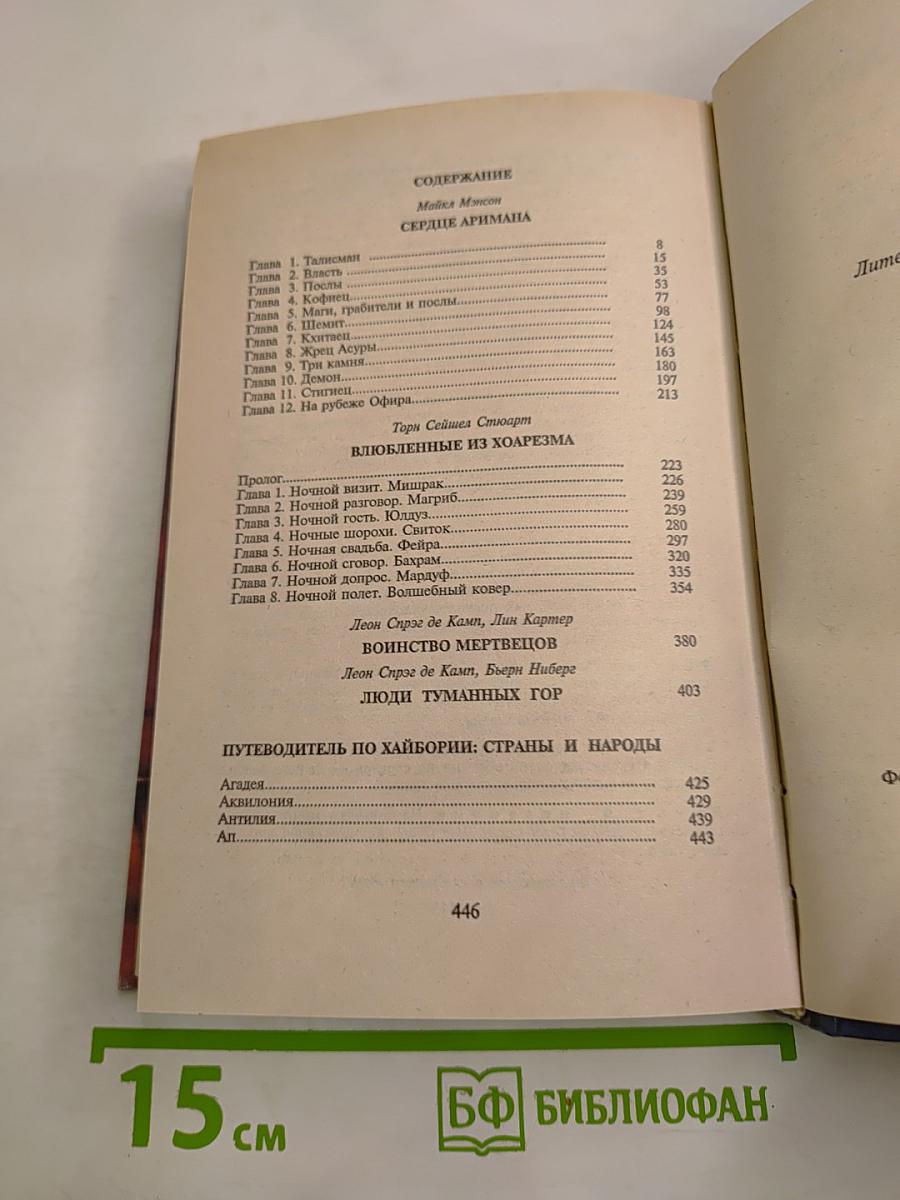 СОДЕРЖАНИЕ
Майкл Мэнсон
СЕРДЦЕ АРИМАНА
Глава 1. Талисман 8
Глава 2. Власть 15
Глава 3. Послы 35
Глава 4. Кофиец 53
Глава 5. Маги, грабители и послы 77
Глава 6. Шемит 98
Глава 7. Кхитаец 124
Глава 8. Жрец Асуры 145
Глава 9. Три камня 163
Глава 10. Демон 180
Глава 11. Стигиец 197
Глава 12. На рубеже Офира 213
Торн Сейшел Стюарт
ВЛЮБЛЕННЫЕ ИЗ ХОАРЕЗМА
Пролог 223
Глава 1. Ночной визит. Мишрак 226
Глава 2. Ночной разговор. Магриб 239
Глава 3. Ночной гость. Юлдуз 259
Глава 4. Ночные шорохи. Свиток 280
Глава 5. Ночная свадьба. Фейра 297
Глава 6. Ночной сговор. Бахрам 320
Глава 7. Ночной допрос. Мардуф 335
Глава 8. Ночной полет. Волшебный ковер 354
Леон Спрэг де Камп, Лин Картер
ВОИНСТВО МЕРТВЕЦОВ 380
Леон Спрэг де Камп, Бьерн Ниберг
ЛЮДИ ТУМАННЫХ ГОР 403
ПУТЕВОДИТЕЛЬ ПО ХАЙБОРИИ: СТРАНЫ И НАРОДЫ
Агадея 425
Аквилония 429
Антилия 439
Ап 443
446
Лите
15 см
БФ БИБЛИОФАН